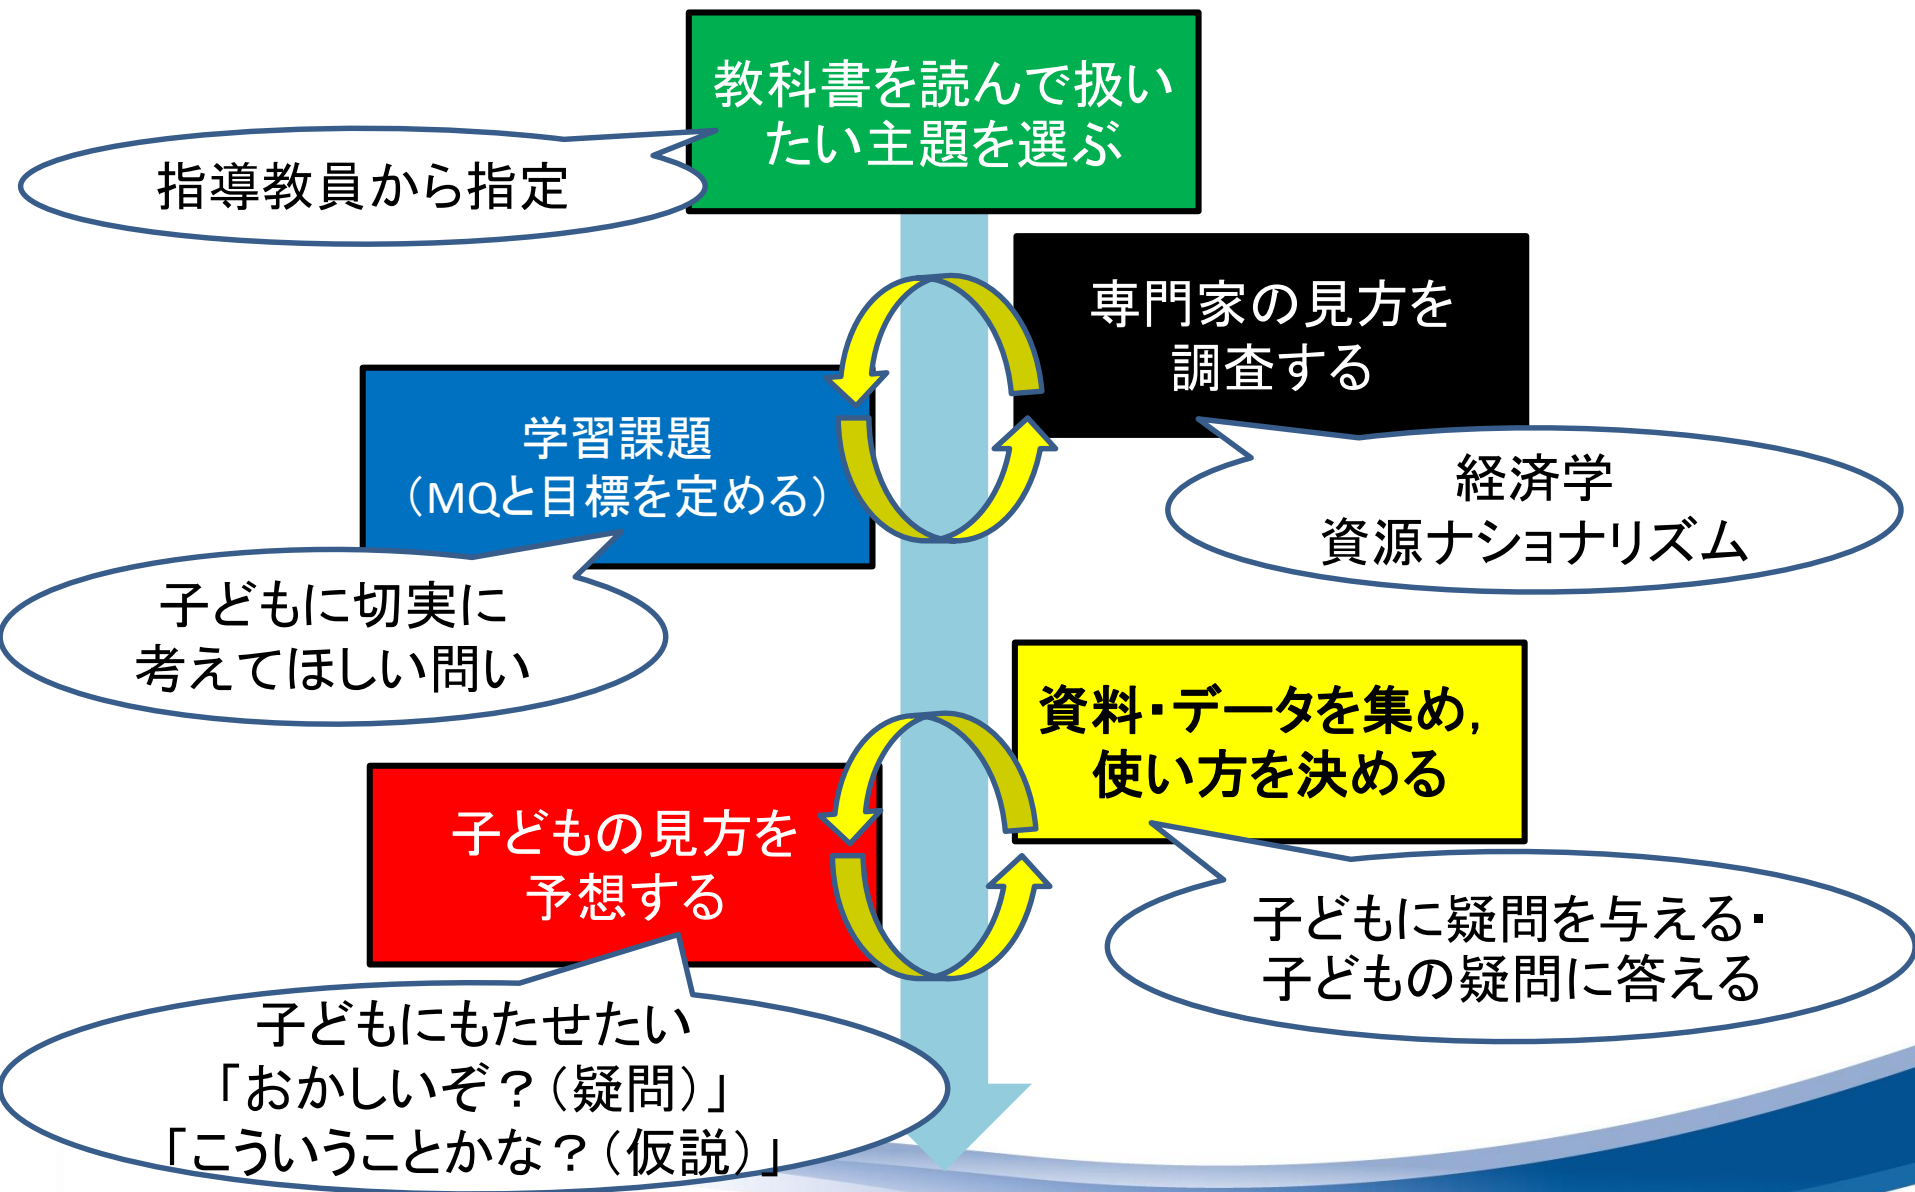 教科書を読んで扱い
たい主題を選ぶ
指導教員から指定
専門家の見方を
調査する
学習課題
（MQと目標を定める）
経済学
資源ナショナリズム
子どもに切実に
考えてほしい問い
資料・データを集め，
使い方を決める
子どもの見方を
予想する
子どもに疑問を与える・
子どもの疑問に答える
子どもにもたせたい
「おかしいぞ？（疑問）」
「こういうことかな？（仮説）」